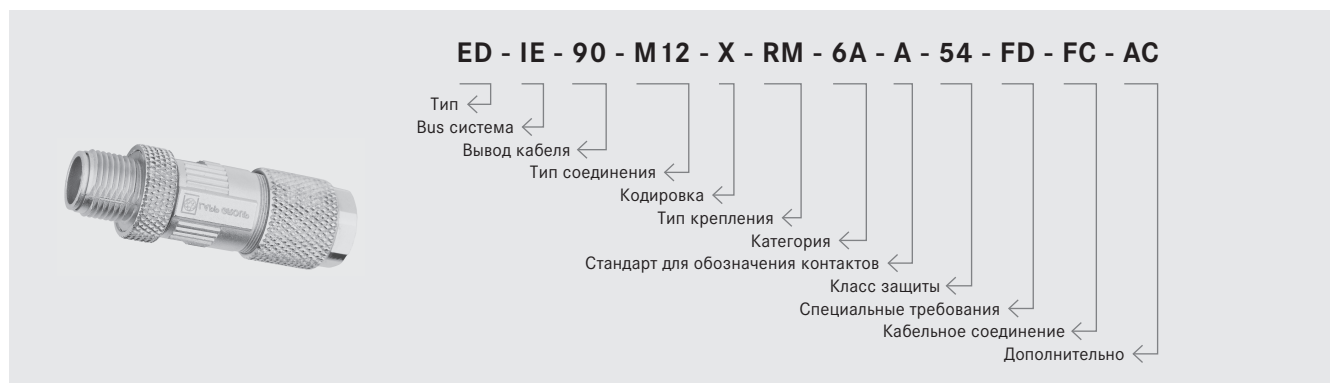 ED - IE - 90 - M12 - X - RM - 6A - A - 54 - FD - FC - AC
Тип
Bus система
Вывод кабеля
Тип соединения
Кодировка
Тип крепления
Категория
Стандарт для обозначения контактов
Класс защиты
Специальные требования
Кабельное соединение
Дополнительно